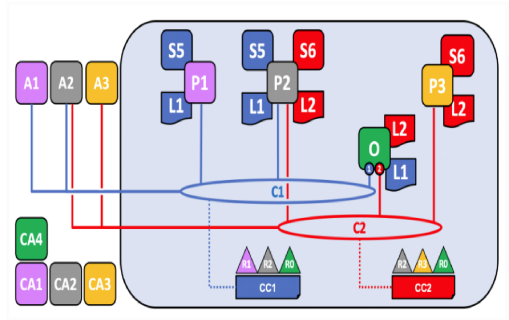 S5 S5 S6 S6
A1 A2 A3 P1 P2 P3
L1 L1 L2 L2
L2
O
1 2
L1
C1
C2
CA4
R1 R2 R0 R2 R3 R0
CA1 CA2 CA3 CC1 CC2